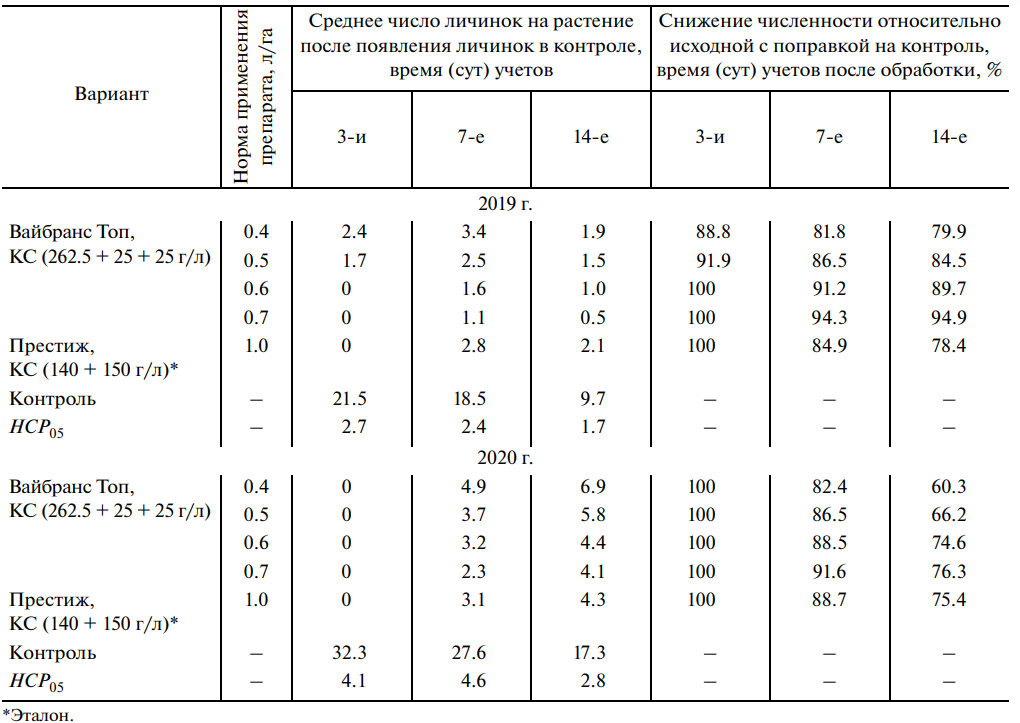 Вариант
Норма применения
препарата, л/га
Среднее число личинок на растение
после появления личинок в контроле,
время (сут) учетов
Снижение численности относительно
исходной с поправкой на контроль,
время (сут) учетов после обработки, %
3-и 7-е 14-е 3-и 7-е 14-е
2019 г.
Вайбранс Топ, 0.4 2.4 3.4 1.9 88.8 81.8 79.9
КС (262.5 + 25 + 25 г/л) 0.5 1.7 2.5 1.5 91.9 86.5 84.5
0.6 0 1.6 1.0 100 91.2 89.7
0.7 0 1.1 0.5 100 94.3 94.9
Престиж, 1.0 0 2.8 2.1 100 84.9 78.4
КС (140 + 150 г/л)*
Контроль – 21.5 18.5 9.7 – – –
НСР05 – 2.7 2.4 1.7 – – –
2020 г.
Вайбранс Топ, 0.4 0 4.9 6.9 100 82.4 60.3
КС (262.5 + 25 + 25 г/л) 0.5 0 3.7 5.8 100 86.5 66.2
0.6 0 3.2 4.4 100 88.5 74.6
0.7 0 2.3 4.1 100 91.6 76.3
Престиж, 1.0 0 3.1 4.3 100 88.7 75.4
КС (140 + 150 г/л)*
Контроль – 32.3 27.6 17.3 – – –
НСР05 – 4.1 4.6 2.8 – – –
*Эталон.